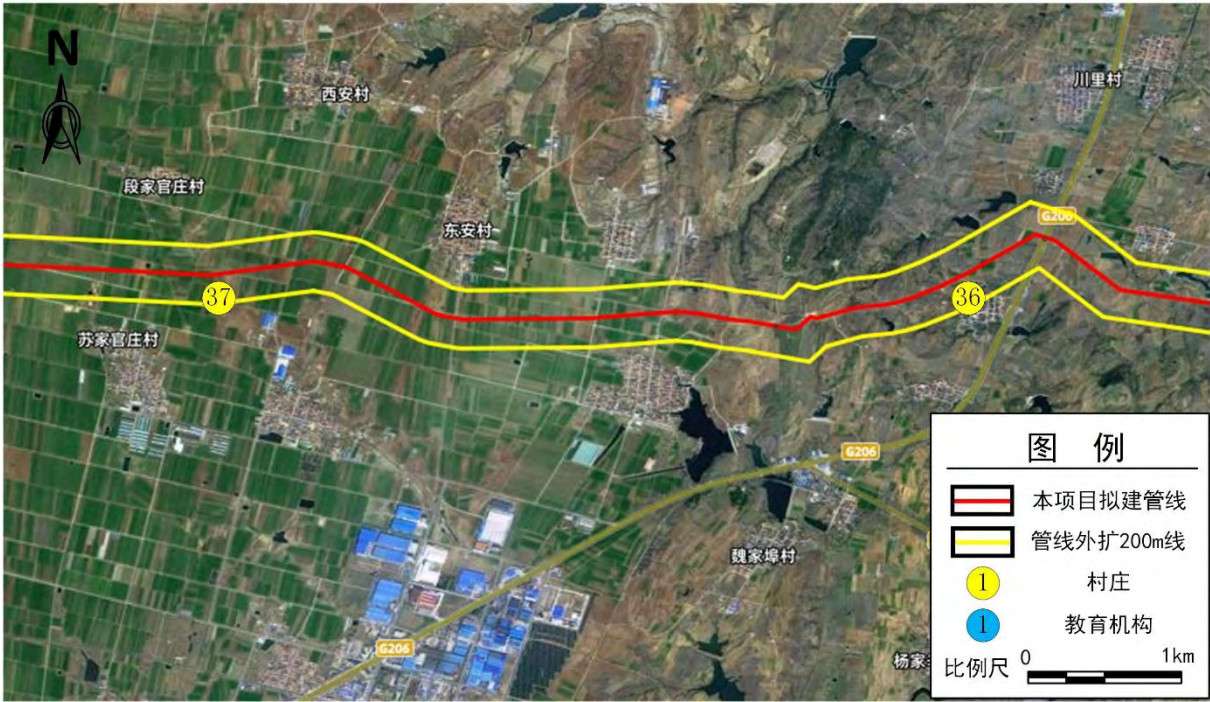 N
西安村
川里村
段家官庄村
G206
东安村
37
36
苏家官庄村
G206
魏家埠村
G206
杨家
图 例
本项目拟建管线
管线外扩200m线
1 村庄
1 教育机构
比例尺 0 1km